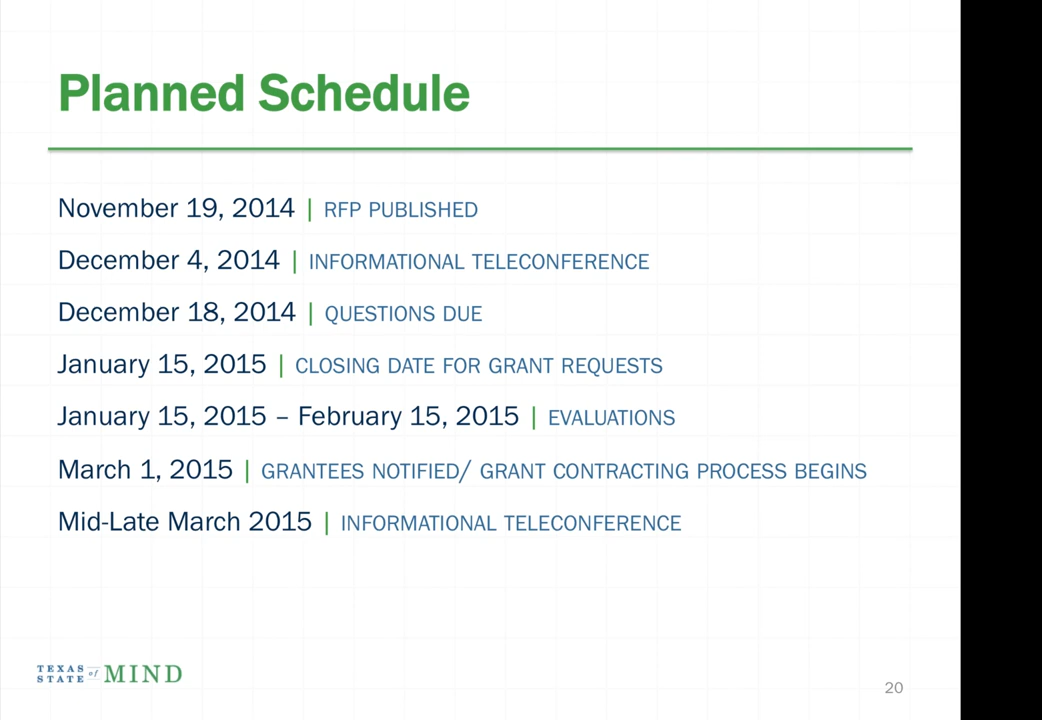 Planned Schedule
November 19, 2014 | RFP PUBLISHED
December 4, 2014 | INFORMATIONAL TELECONFERENCE
December 18, 2014 | QUESTIONS DUE
January 15, 2015 | CLOSING DATE FOR GRANT REQUESTS
January 15, 2015 – February 15, 2015 | EVALUATIONS
March 1, 2015 | GRANTEES NOTIFIED/ GRANT CONTRACTING PROCESS BEGINS
Mid-Late March 2015 | INFORMATIONAL TELECONFERENCE
TEXAS STATE of MIND
20